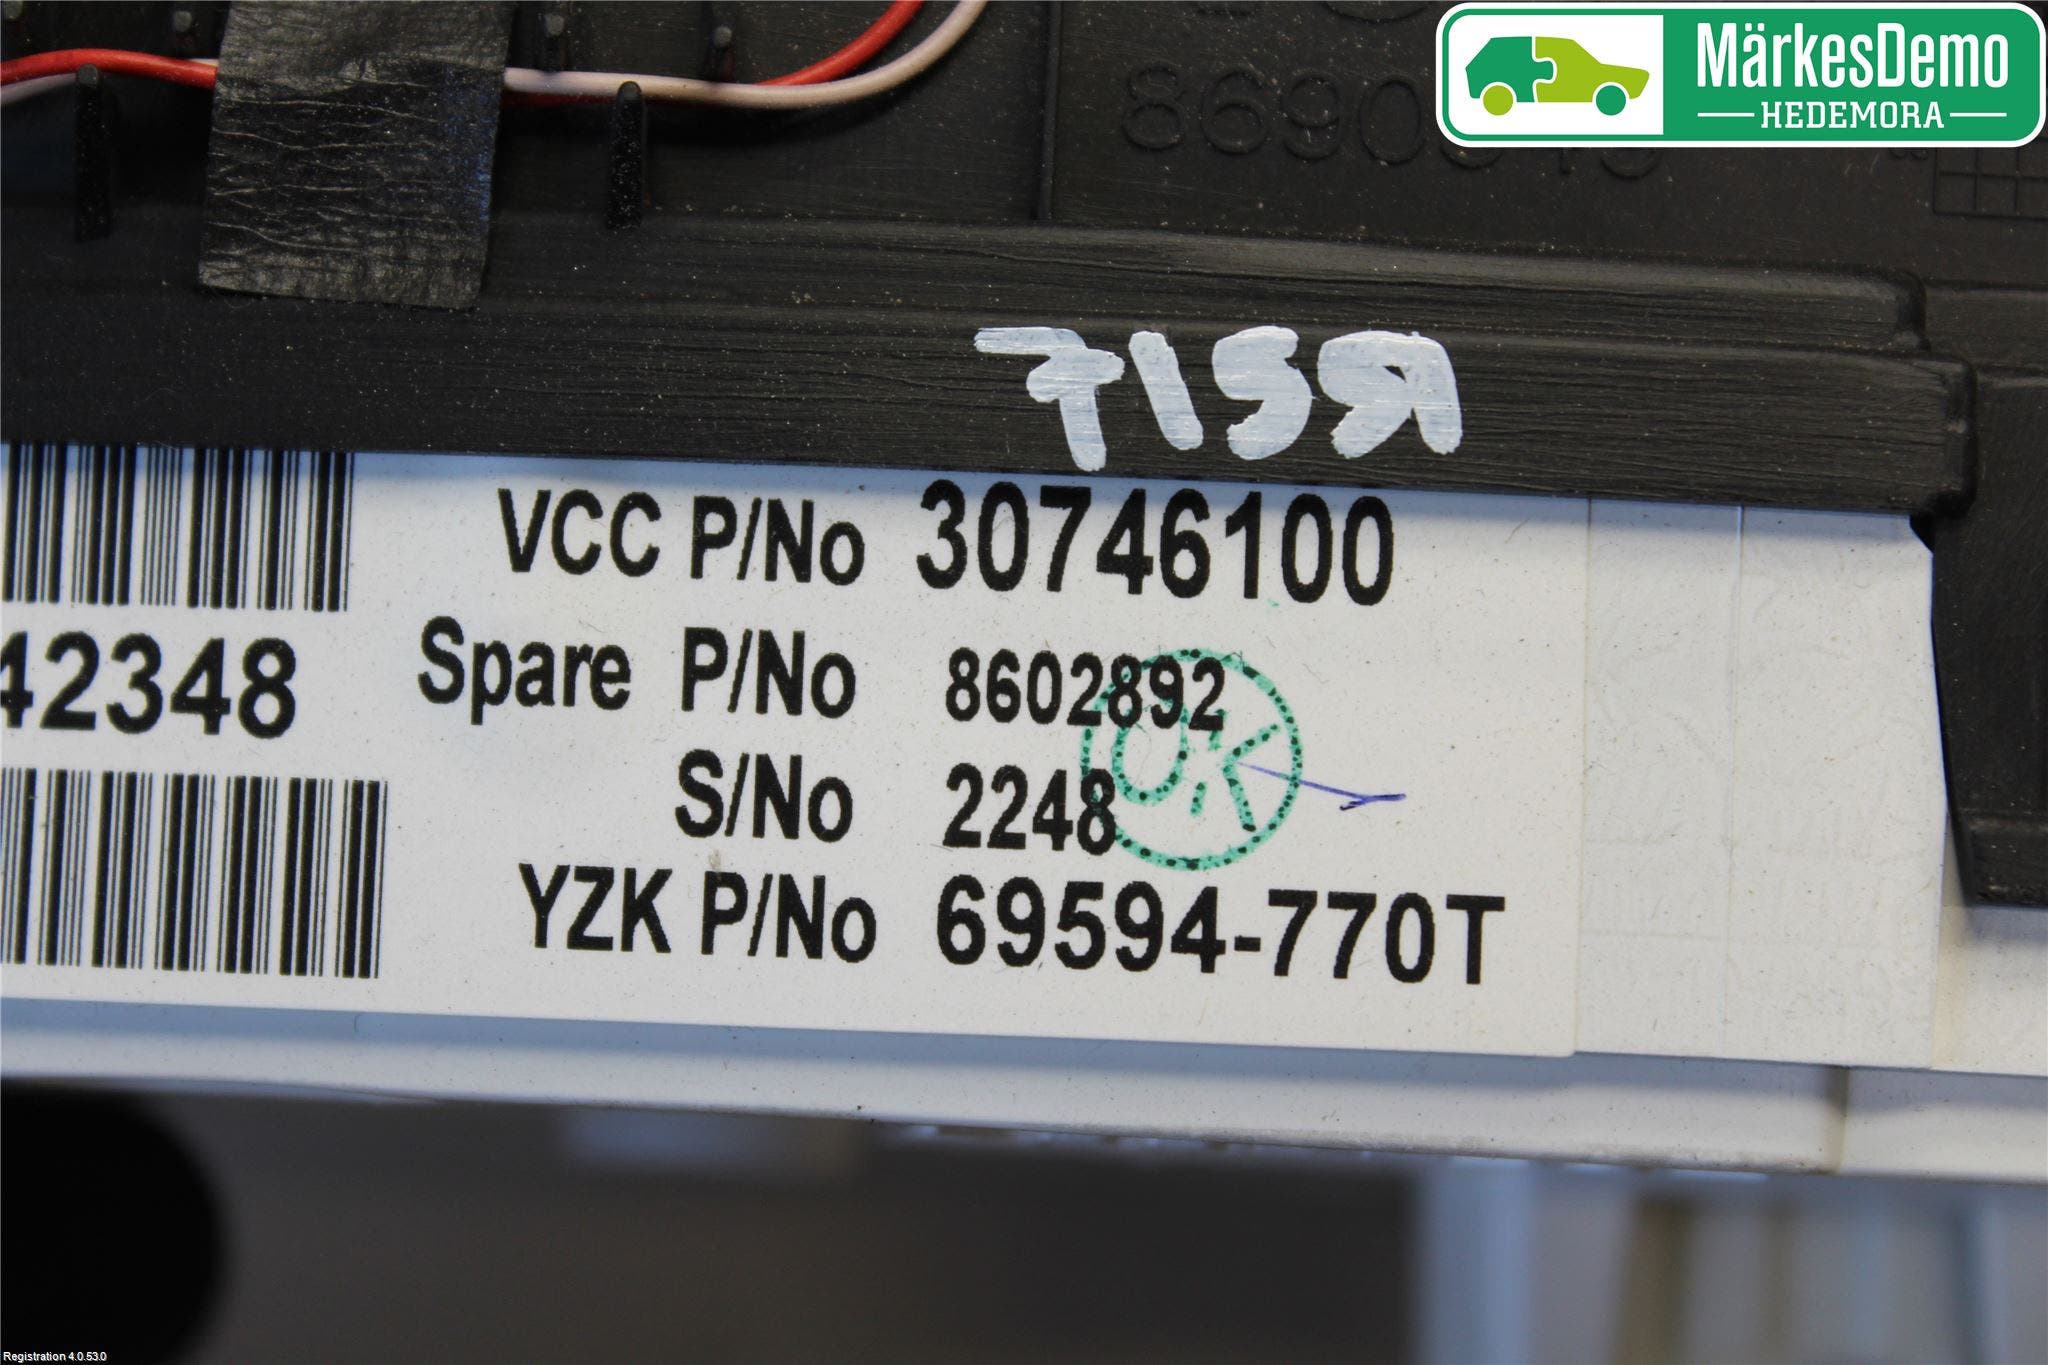 MärkesDemo
HEDEMORA
VCC P/No 30746100
42348
Spare P/No 8602892
OK
S/No 2248
YZK P/No 69594-770T
Registration 4.0.53.0